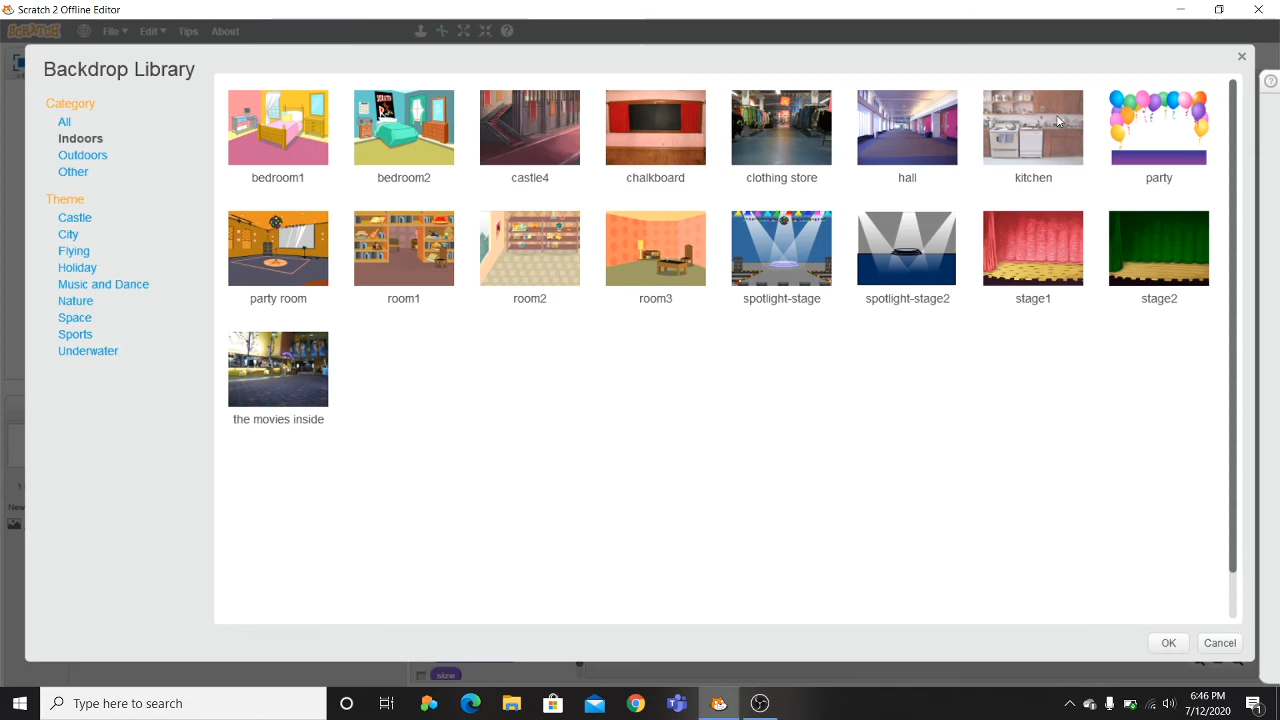 Scratch 2 Offline Editor
SCRATCH File Edit Tips About
Backdrop Library
Category
All
Indoors
Outdoors
Other
Theme
Castle
City
Flying
Holiday
Music and Dance
Nature
Space
Sports
Underwater
bedroom1 bedroom2 castle4 chalkboard clothing store hall kitchen party
party room room1 room2 room3 spotlight-stage spotlight-stage2 stage1 stage2
the movies inside
New
OK Cancel
size
Type here to search
6:46 PM
7/12/2020